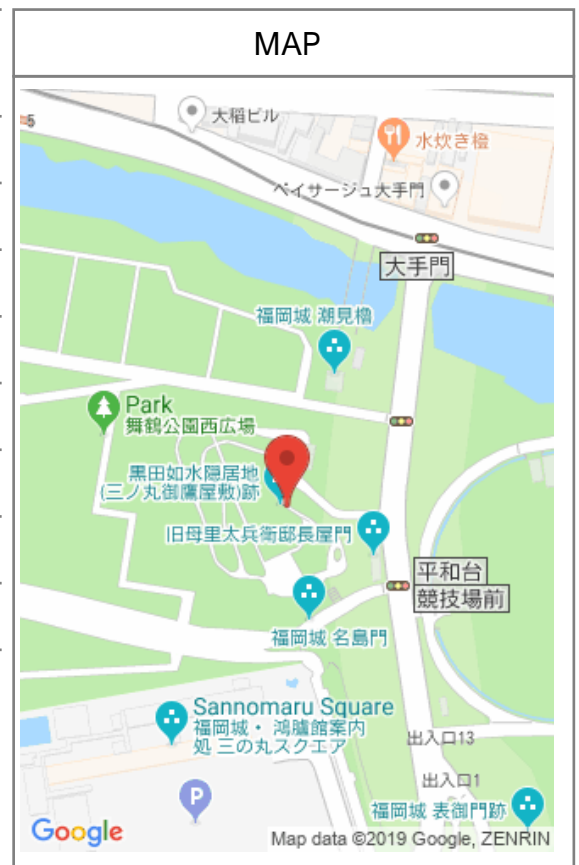 MAP
5
大稲ビル
水炊き橙
ペイサージュ大手門
大手門
福岡城 潮見櫓
Park
舞鶴公園西広場
黒田如水隠居地
(三ノ丸御鷹屋敷)跡
旧母里太兵衛邸長屋門
平和台
競技場前
福岡城 名島門
Sannomaru Square
福岡城・ 鴻臚館案内
処 三の丸スクエア
出入口13
出入口1
P
福岡城 表御門跡
Google
Map data ©2019 Google, ZENRIN